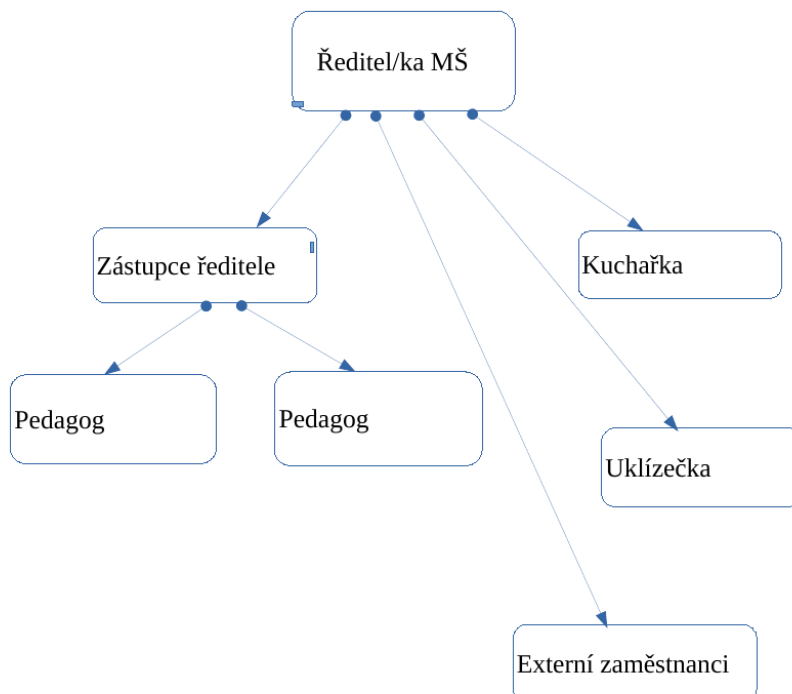 Ředitel/ka MŠ
Zástupce ředitele
Kuchařka
Pedagog
Pedagog
Uklízečka
Externí zaměstnanci